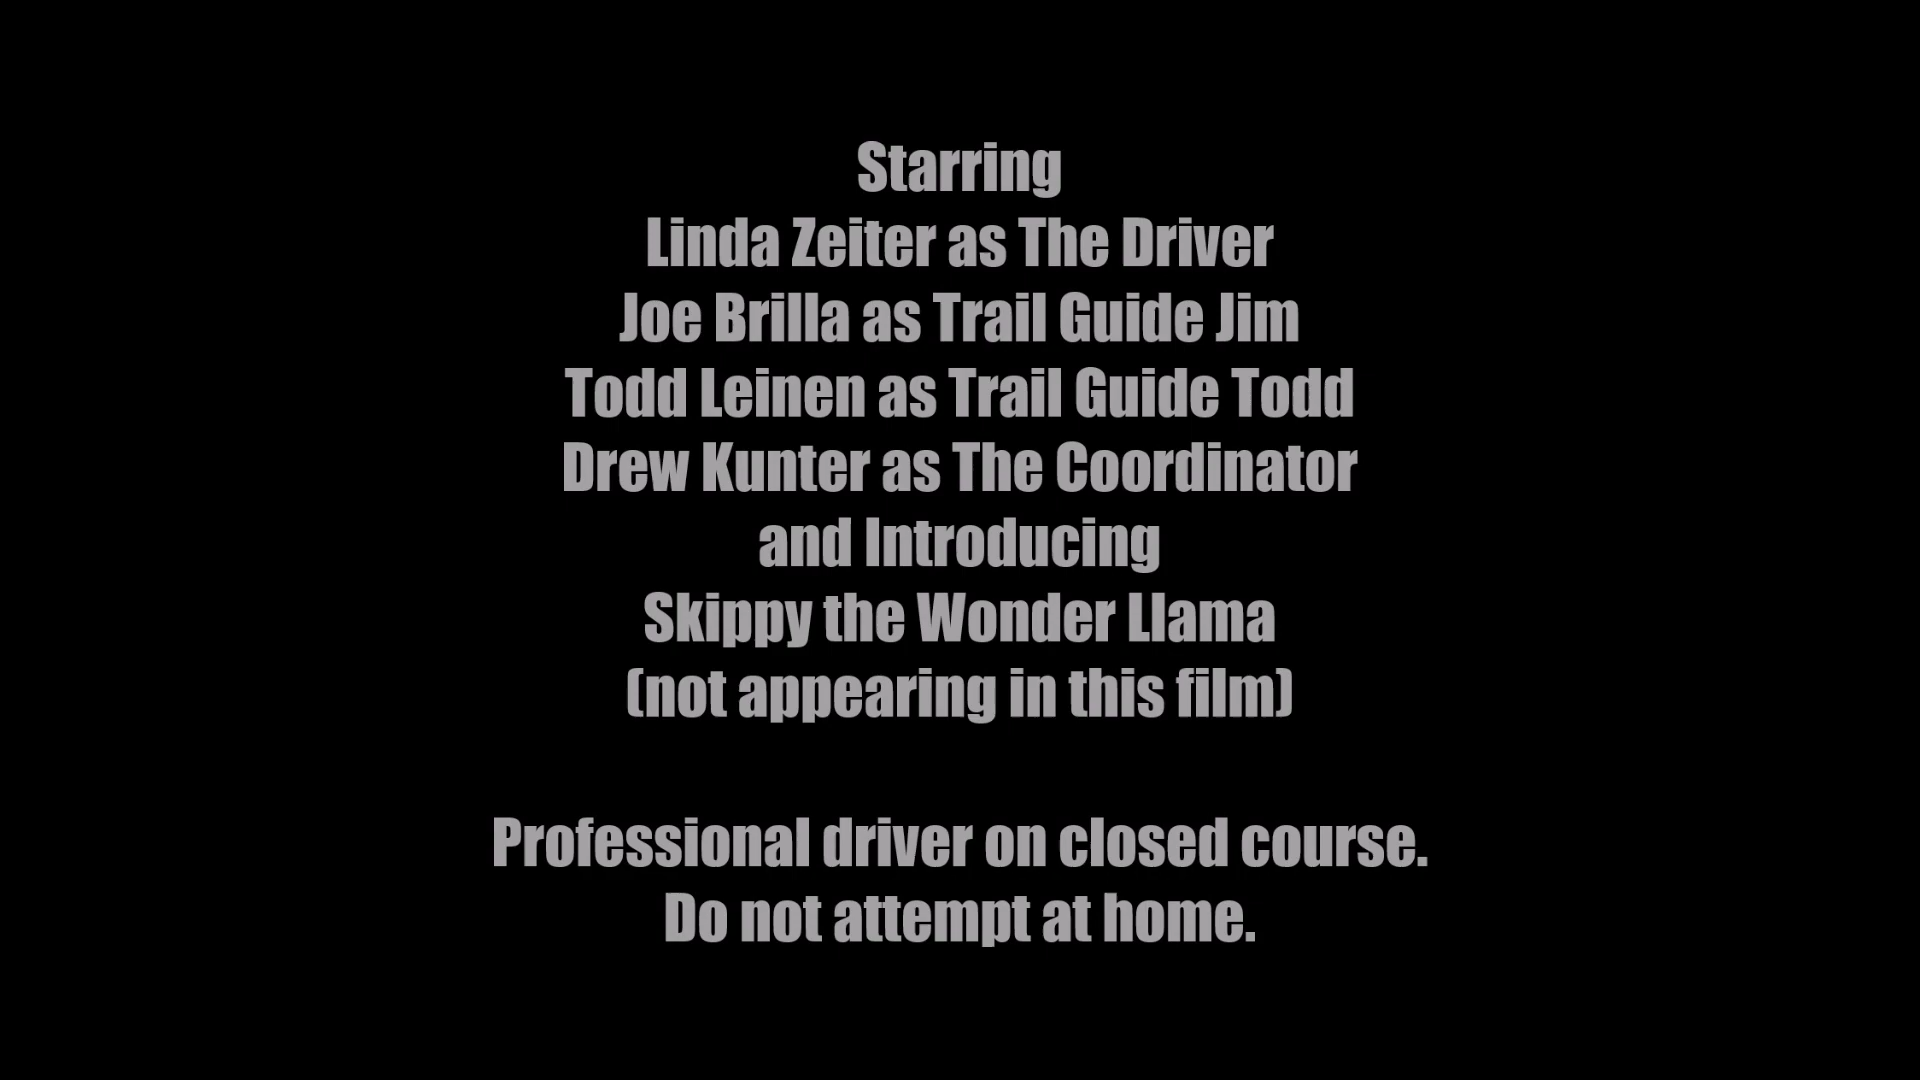 Starring
Linda Zeiter as The Driver
Joe Brilla as Trail Guide Jim
Todd Leinen as Trail Guide Todd
Drew Kunter as The Coordinator
and Introducing
Skippy the Wonder Llama
(not appearing in this film)
Professional driver on closed course.
Do not attempt at home.